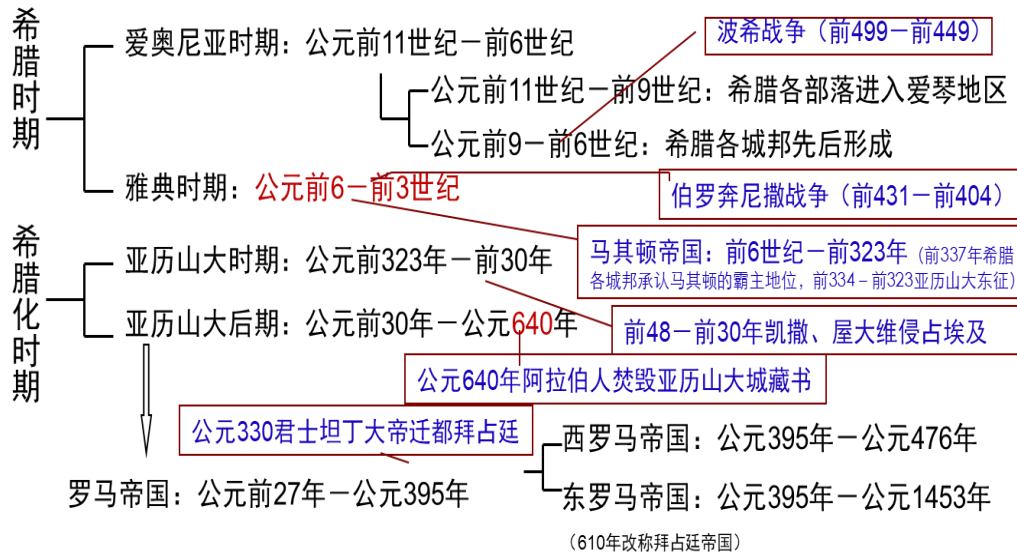 希腊时期
爱奥尼亚时期：公元前11世纪－前6世纪
波希战争（前499－前449）
公元前11世纪－前9世纪：希腊各部落进入爱琴地区
公元前9－前6世纪：希腊各城邦先后形成
雅典时期：公元前6－前3世纪
伯罗奔尼撒战争（前431－前404）
马其顿帝国：前6世纪－前323年（前337年希腊
各城邦承认马其顿的霸主地位，前334－前323亚历山大东征）
希腊化时期
亚历山大时期：公元前323年－前30年
亚历山大后期：公元前30年－公元640年
前48－前30年凯撒、屋大维侵占埃及
公元640年阿拉伯人焚毁亚历山大城藏书
公元330君士坦丁大帝迁都拜占廷
西罗马帝国：公元395年－公元476年
罗马帝国：公元前27年－公元395年
东罗马帝国：公元395年－公元1453年
（610年改称拜占廷帝国）